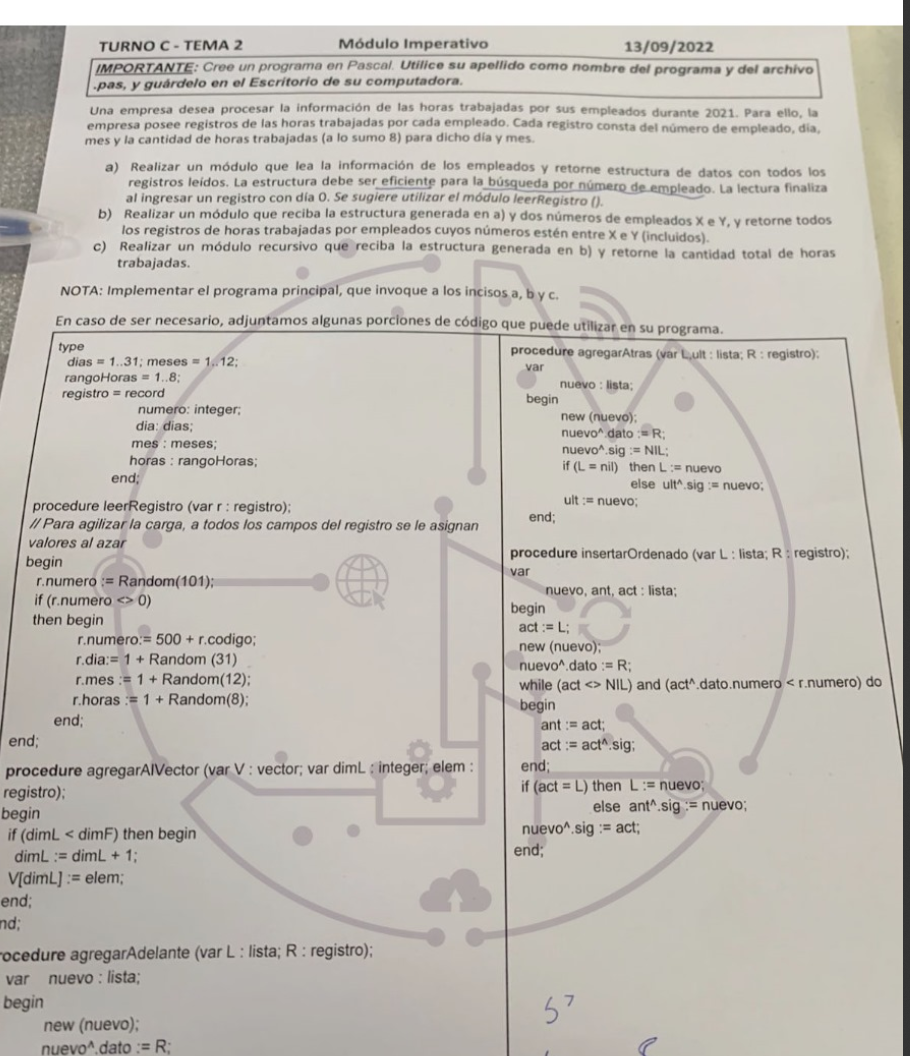 TURNO C - TEMA 2 Módulo Imperativo 13/09/2022
IMPORTANTE: Cree un programa en Pascal. Utilice su apellido como nombre del programa y del archivo
.pas, y guárdelo en el Escritorio de su computadora.
Una empresa desea procesar la información de las horas trabajadas por sus empleados durante 2021. Para ello, la
empresa posee registros de las horas trabajadas por cada empleado. Cada registro consta del número de empleado, día,
mes y la cantidad de horas trabajadas (a lo sumo 8) para dicho día y mes.
a) Realizar un módulo que lea la información de los empleados y retorne estructura de datos con todos los
registros leídos. La estructura debe ser eficiente para la búsqueda por número de empleado. La lectura finaliza
al ingresar un registro con día 0. Se sugiere utilizar el módulo leerRegistro ().
b) Realizar un módulo que reciba la estructura generada en a) y dos números de empleados X e Y, y retorne todos
los registros de horas trabajadas por empleados cuyos números estén entre X e Y (incluidos).
c) Realizar un módulo recursivo que reciba la estructura generada en b) y retorne la cantidad total de horas
trabajadas.
NOTA: Implementar el programa principal, que invoque a los incisos a, b y c.
En caso de ser necesario, adjuntamos algunas porciones de código que puede utilizar en su programa.
type
dias = 1..31; meses = 1..12;
rangoHoras = 1..8;
registro = record
numero: integer;
dia: dias;
mes : meses;
horas : rangoHoras;
end;
procedure leerRegistro (var r : registro);
// Para agilizar la carga, a todos los campos del registro se le asignan
valores al azar
begin
r.numero := Random(101);
if (r.numero <> 0)
then begin
r.numero:= 500 + r.codigo;
r.dia:= 1 + Random (31)
r.mes := 1 + Random(12);
r.horas := 1 + Random(8);
end;
end;
procedure agregarAlVector (var V : vector; var dimL : integer; elem :
registro);
begin
if (dimL < dimF) then begin
dimL := dimL + 1;
V[dimL] := elem;
end;
nd;
rocedure agregarAdelante (var L : lista; R : registro);
var nuevo : lista;
begin
new (nuevo);
nuevo^.dato := R;
procedure agregarAtras (var L,ult : lista; R : registro);
var
nuevo : lista;
begin
new (nuevo);
nuevo^.dato := R;
nuevo^.sig := NIL;
if (L = nil) then L := nuevo
else ult^.sig := nuevo;
ult := nuevo;
end;
procedure insertarOrdenado (var L : lista; R : registro);
var
nuevo, ant, act : lista;
begin
act := L;
new (nuevo);
nuevo^.dato := R;
while (act <> NIL) and (act^.dato.numero < r.numero) do
begin
ant := act;
act := act^.sig;
end;
if (act = L) then L := nuevo;
else ant^.sig := nuevo;
nuevo^.sig := act;
end;